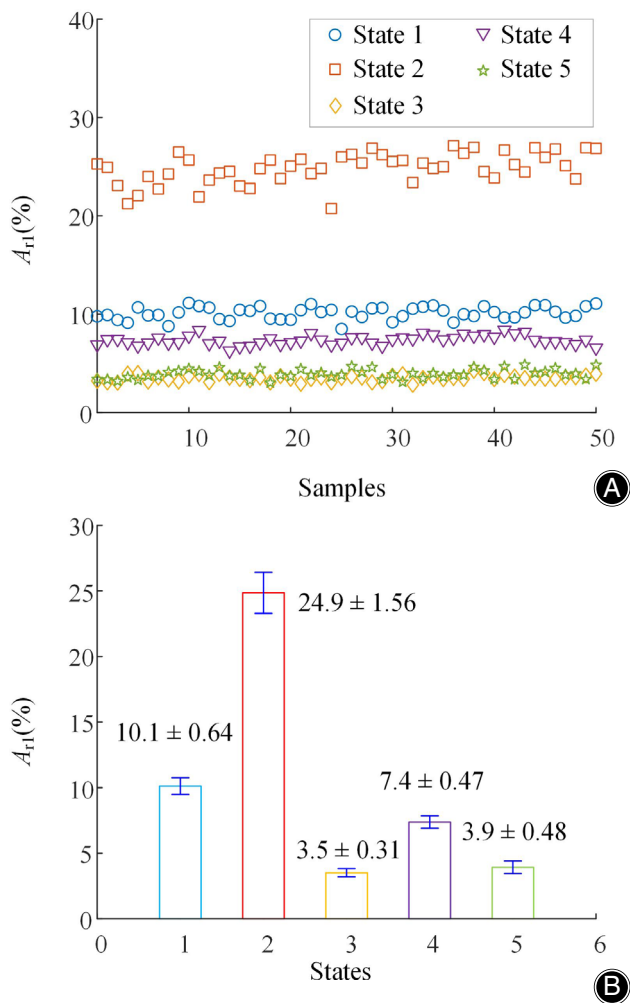 40
30
20
10
0
A_r1(%)
State 1
State 2
State 3
State 4
State 5
10
20
30
40
50
Samples
A
30
25
20
15
10
5
0
A_r1(%)
10.1 ± 0.64
24.9 ± 1.56
3.5 ± 0.31
7.4 ± 0.47
3.9 ± 0.48
0
1
2
3
4
5
6
States
B